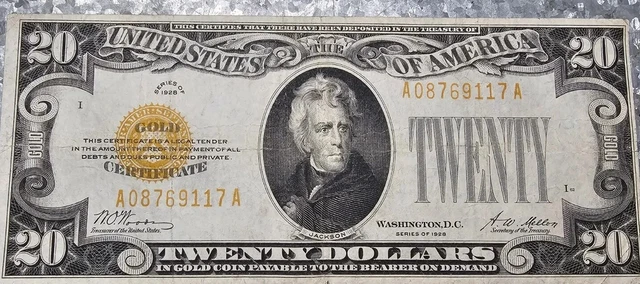 THIS CERTIFIES THAT THERE HAVE BEEN DEPOSITED IN THE TREASURY OF
20 UNITED STATES THE OF AMERICA 20
SERIES OF
1928
A08769117A
I
GOLD
GOLD
GOLD
THIS CERTIFICATE IS A LEGAL TENDER
IN THE AMOUNT THEREOF IN PAYMENT OF ALL
DEBTS AND DUES PUBLIC AND PRIVATE
CERTIFICATE
TWENTY
A08769117A
W.O. Woods
Treasurer of the United States.
JACKSON
WASHINGTON, D.C.
SERIES OF 1928
A. W. Mellon
Secretary of the Treasury.
20 TWENTY DOLLARS 20
IN GOLD COIN PAYABLE TO THE BEARER ON DEMAND